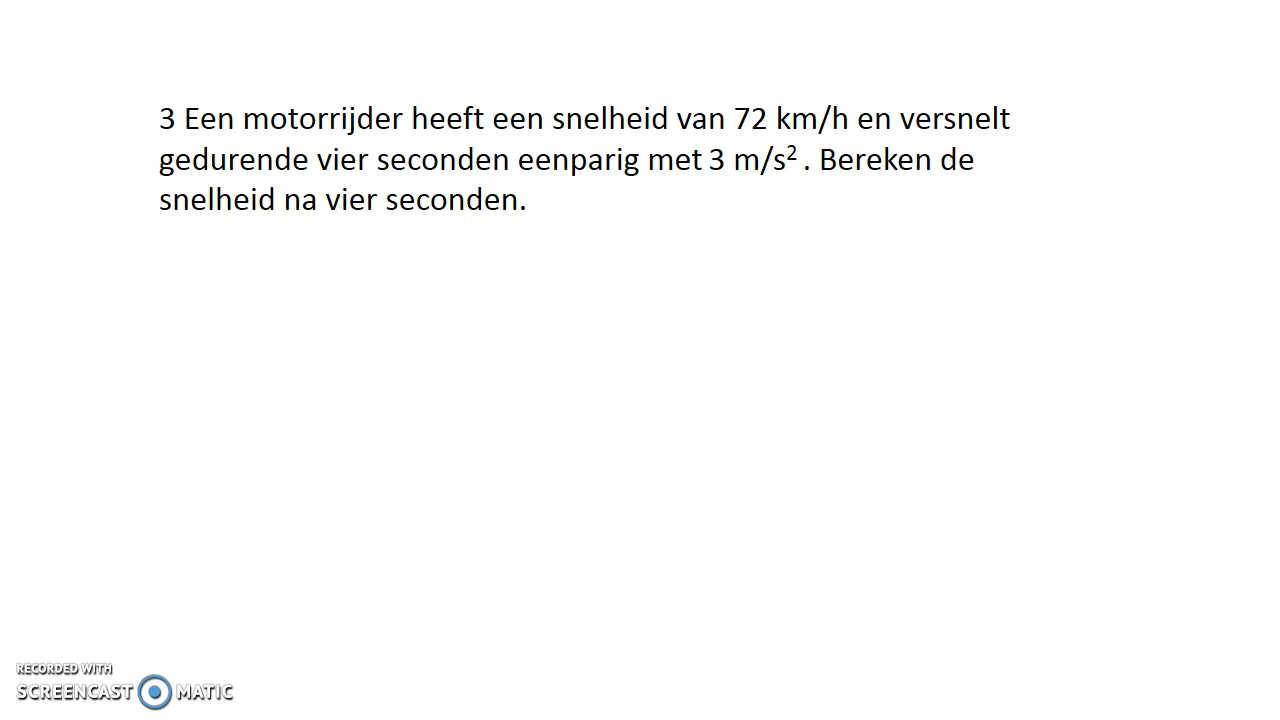 3 Een motorrijder heeft een snelheid van 72 km/h en versnelt
gedurende vier seconden eenparig met 3 m/s² . Bereken de
snelheid na vier seconden.
RECORDED WITH
SCREENCAST MATIC